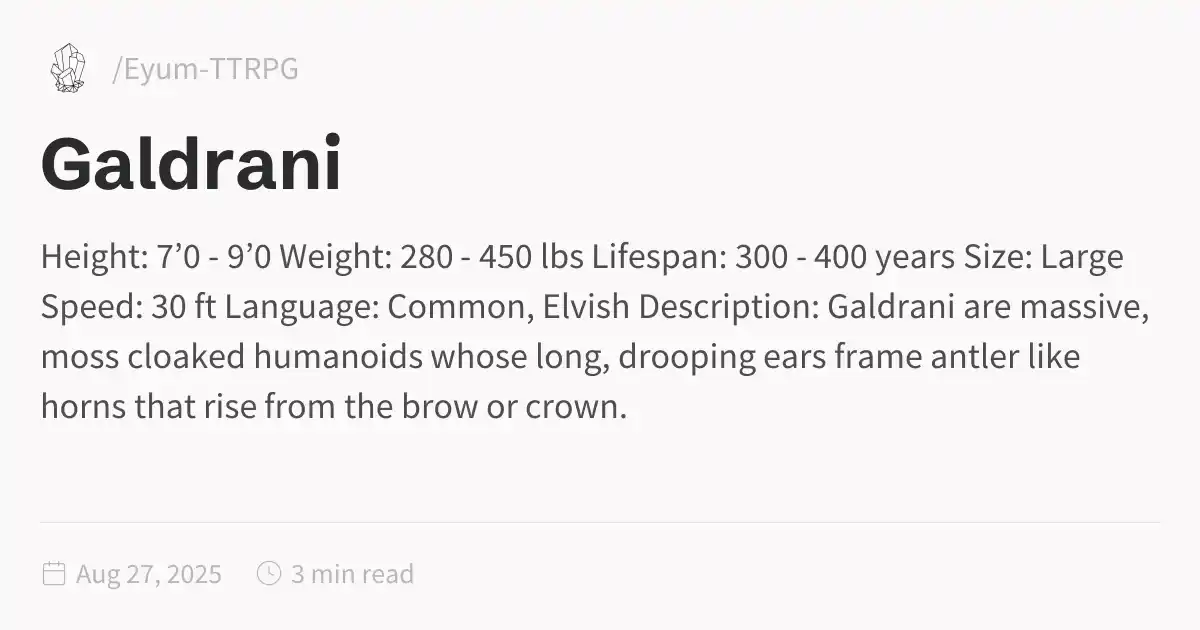 /Eyum-TTRPG
Galdrani
Height: 7’0 - 9’0 Weight: 280 - 450 lbs Lifespan: 300 - 400 years Size: Large
Speed: 30 ft Language: Common, Elvish Description: Galdrani are massive,
moss cloaked humanoids whose long, drooping ears frame antler like
horns that rise from the brow or crown.
Aug 27, 2025 3 min read